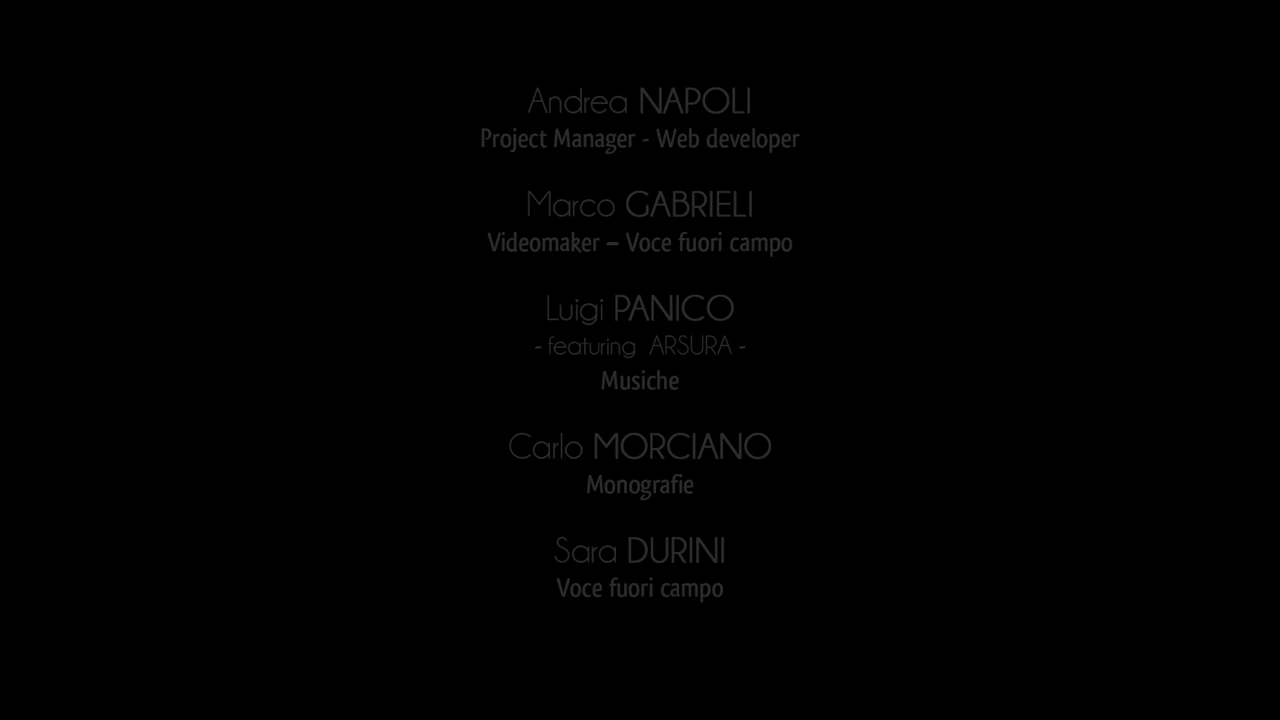 Andrea NAPOLI
Project Manager - Web developer
Marco GABRIELI
Videomaker – Voce fuori campo
Luigi PANICO
- featuring ARSURA -
Musiche
Carlo MORCIANO
Monografie
Sara DURINI
Voce fuori campo